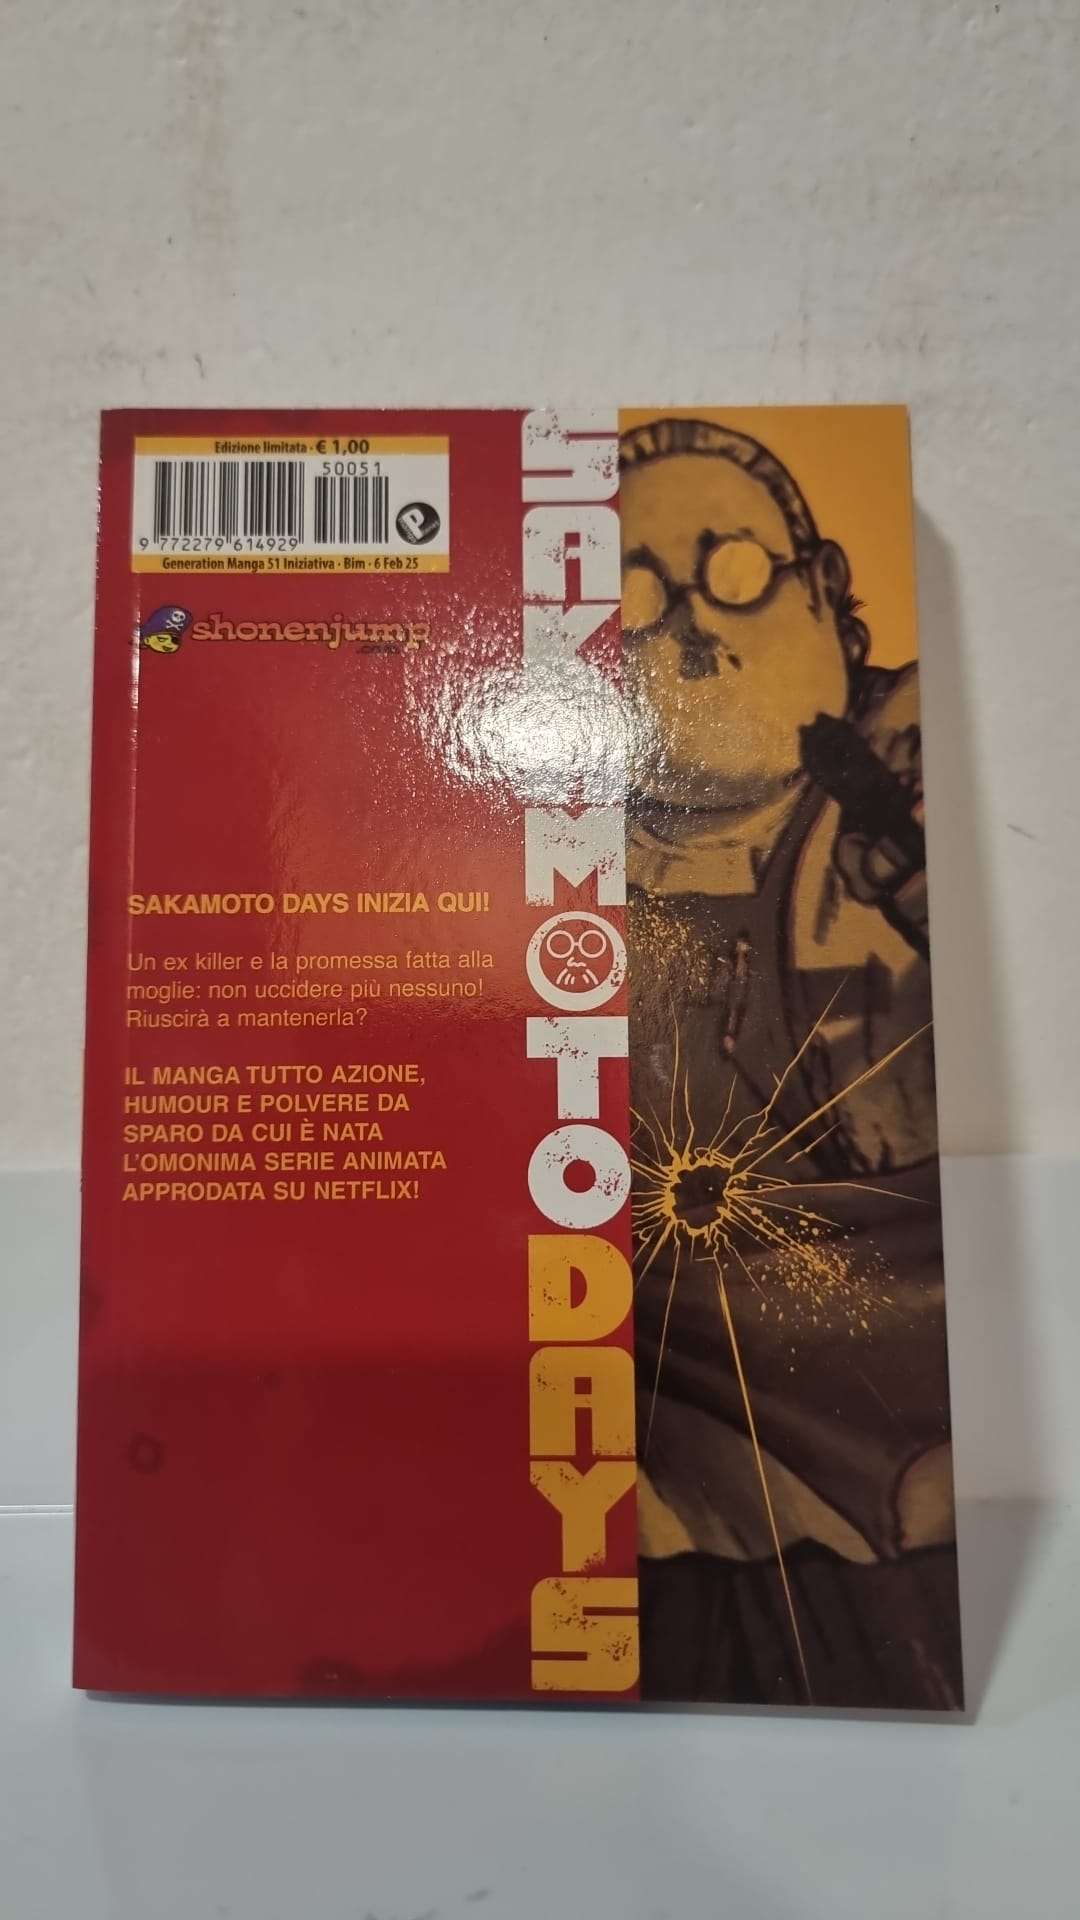 Edizione limitata · € 1,00
50051
9 772279 614929
Generation Manga 51 Iniziativa · Bim · 6 Feb 25
shonenjump
.com
SAKAMOTO DAYS INIZIA QUI!
Un ex killer e la promessa fatta alla
moglie: non uccidere più nessuno!
Riuscirà a mantenerla?
IL MANGA TUTTO AZIONE,
HUMOUR E POLVERE DA
SPARO DA CUI È NATA
L'OMONIMA SERIE ANIMATA
APPRODATA SU NETFLIX!
SAKAMOTO DAYS